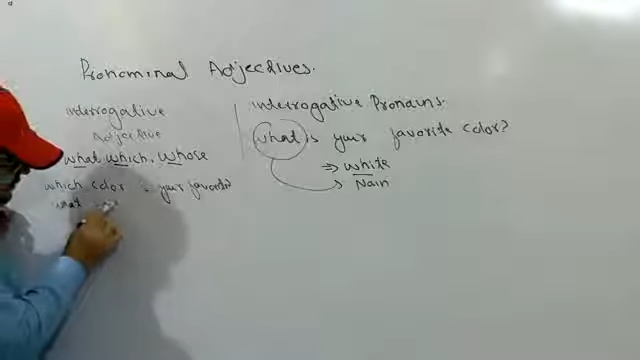 Pronominal Adjectives.
interrogative
Adjective
what which, whose
which color is your favorite?
what
interrogative Pronouns.
what is your favorite color?
⇒ white
Noun